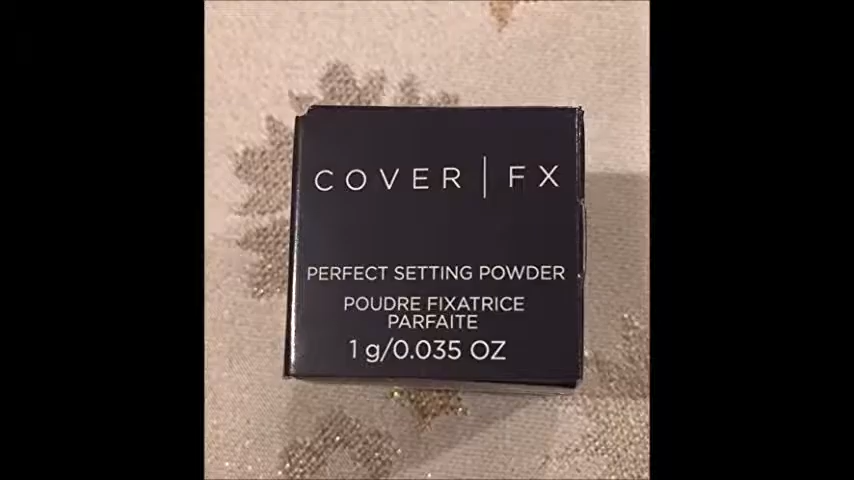 COVER | FX
PERFECT SETTING POWDER
POUDRE FIXATRICE
PARFAITE
1 g/0.035 OZ